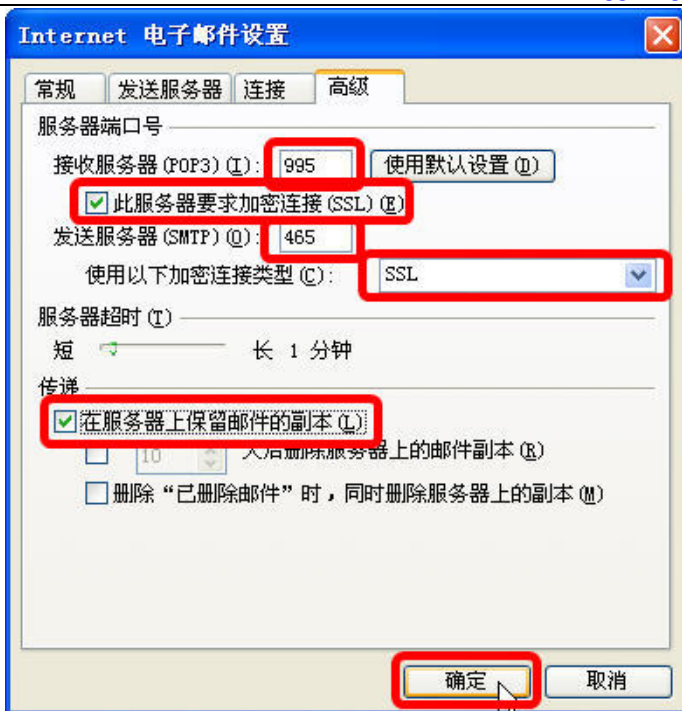 Internet 电子邮件设置
常规 发送服务器 连接 高级
服务器端口号
接收服务器(POP3)(I): 995 使用默认设置(D)
此服务器要求加密连接(SSL)(E)
发送服务器(SMTP)(O): 465
使用以下加密连接类型(C): SSL
服务器超时(T)
短 长 1 分钟
传递
在服务器上保留邮件的副本(L)
10 天后删除服务器上的邮件副本(R)
删除“已删除邮件”时，同时删除服务器上的副本(M)
确定 取消